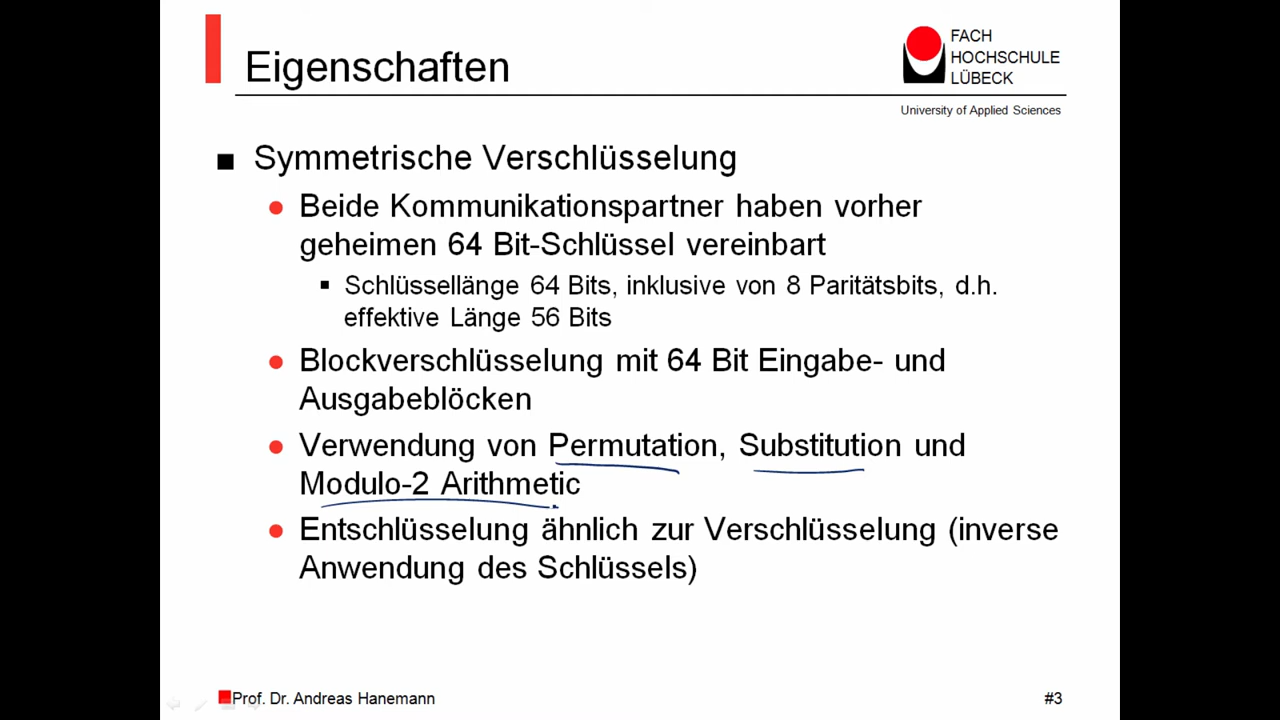 Eigenschaften
FACH
HOCHSCHULE
LÜBECK
University of Applied Sciences
Symmetrische Verschlüsselung
Beide Kommunikationspartner haben vorher
geheimen 64 Bit-Schlüssel vereinbart
Schlüssellänge 64 Bits, inklusive von 8 Paritätsbits, d.h.
effektive Länge 56 Bits
Blockverschlüsselung mit 64 Bit Eingabe- und
Ausgabeblöcken
Verwendung von Permutation, Substitution und
Modulo-2 Arithmetic
Entschlüsselung ähnlich zur Verschlüsselung (inverse
Anwendung des Schlüssels)
Prof. Dr. Andreas Hanemann
#3